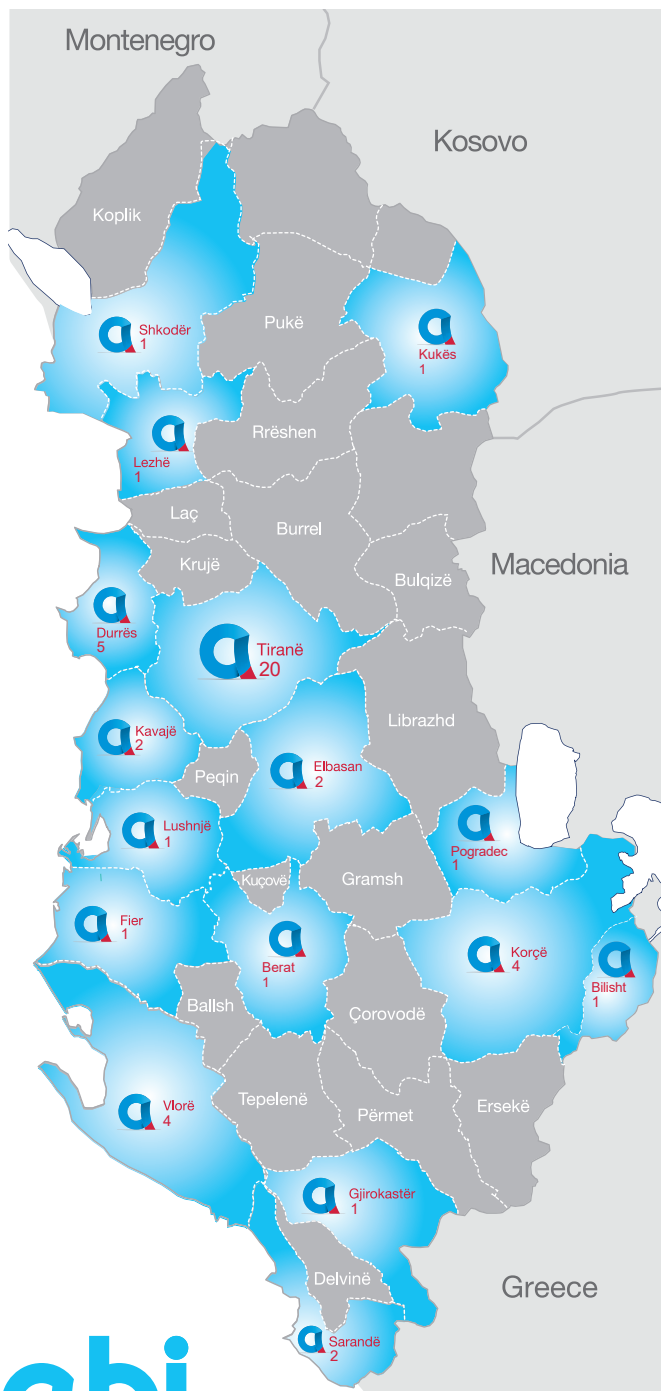 Montenegro
Kosovo
Koplik
Shkodër
1
Pukë
Kukës
1
Lezhë
1
Rrëshen
Laç
Burrel
Krujë
Bulqizë
Macedonia
Durrës
5
Tiranë
20
Librazhd
Kavajë
2
Peqin
Elbasan
2
Lushnjë
1
Pogradec
1
1
Kuçovë
Gramsh
Fier
1
Berat
1
Korçë
4
Bilisht
1
Ballsh
Çorovodë
Vlorë
4
Tepelenë
Përmet
Ersekë
Gjirokastër
1
Delvinë
Greece
Sarandë
2
abi